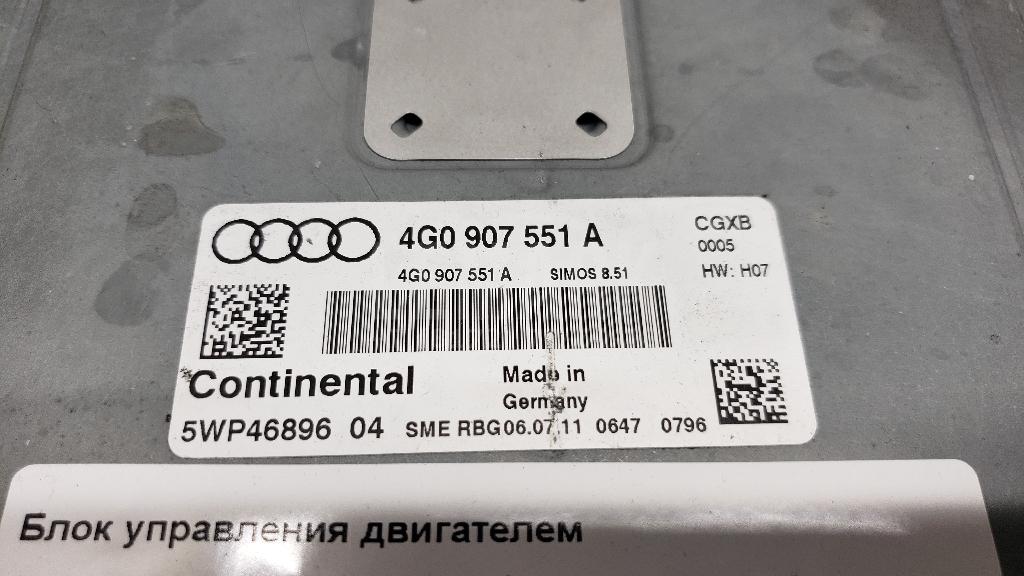 4G0 907 551 A
CGXB
0005
4G0 907 551 A SIMOS 8.51
HW: H07
Continental
Made in
Germany
5WP46896 04 SME RBG06.07.11 0647 0796
Блок управления двигателем